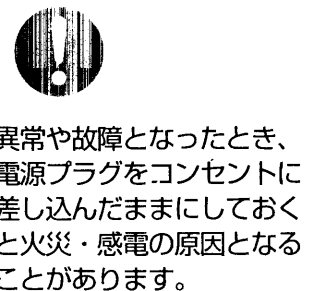 異常や故障となったとき、
電源プラグをコンセントに
差し込んだままにしておく
と火災・感電の原因となる
ことがあります。